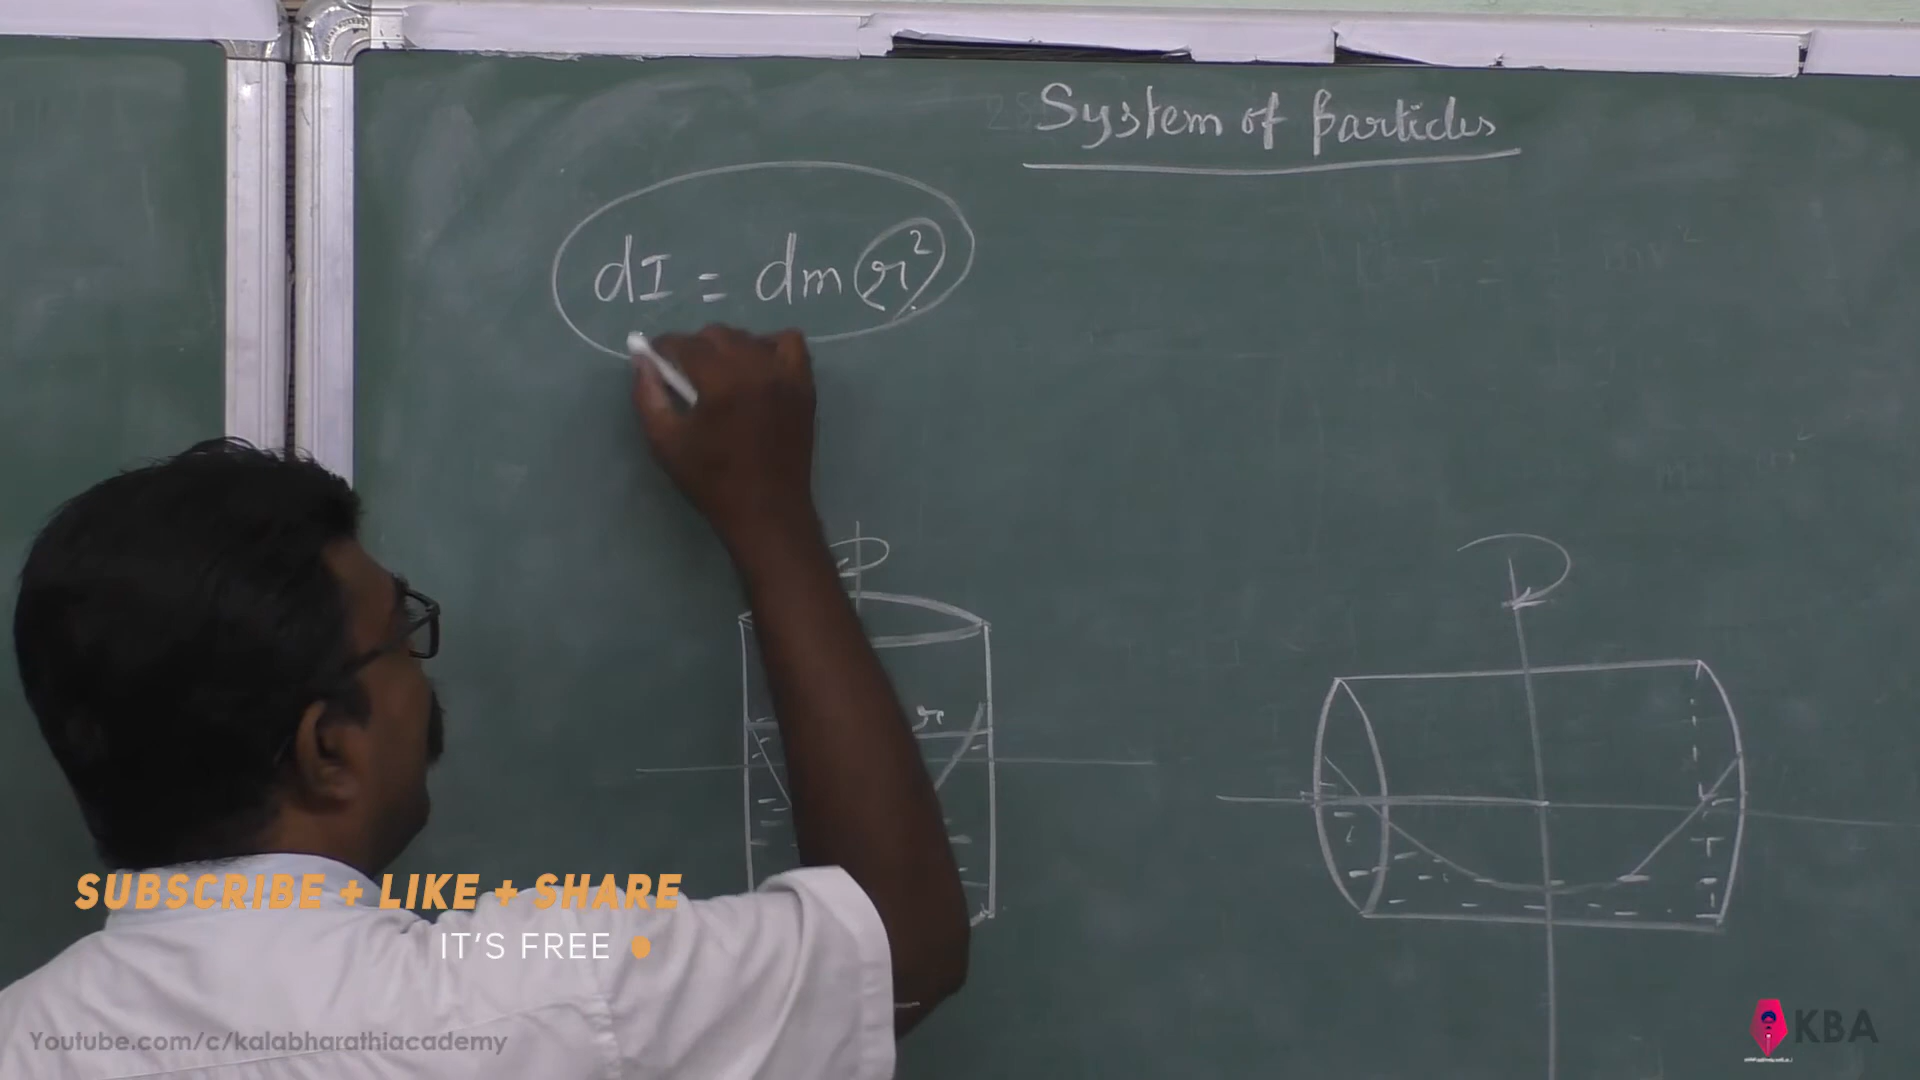 System of particles
dI = dm r²
r
SUBSCRIBE + LIKE + SHARE
IT'S FREE
Youtube.com/c/kalabharathiacademy
KBA